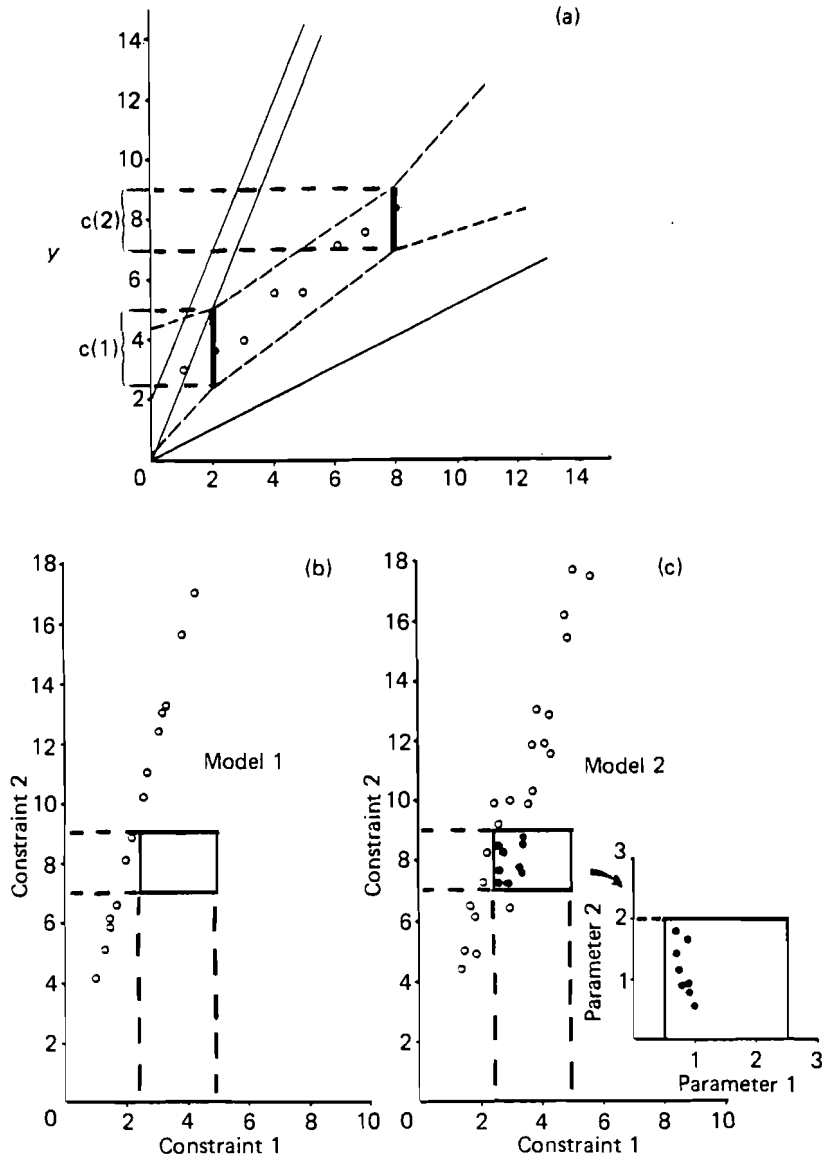 (a)
14
12
10
c(2)
8
y
6
c(1)
4
2
0
0 2 4 6 8 10 12 14
(b)
18
16
14
12
10
8
6
4
2
0
Constraint 2
Model 1
0 2 4 6 8 10
Constraint 1
(c)
18
16
14
12
10
8
6
4
2
0
Constraint 2
Model 2
2 4 6 8 10
Constraint 1
3
2
1
Parameter 2
1 2 3
Parameter 1